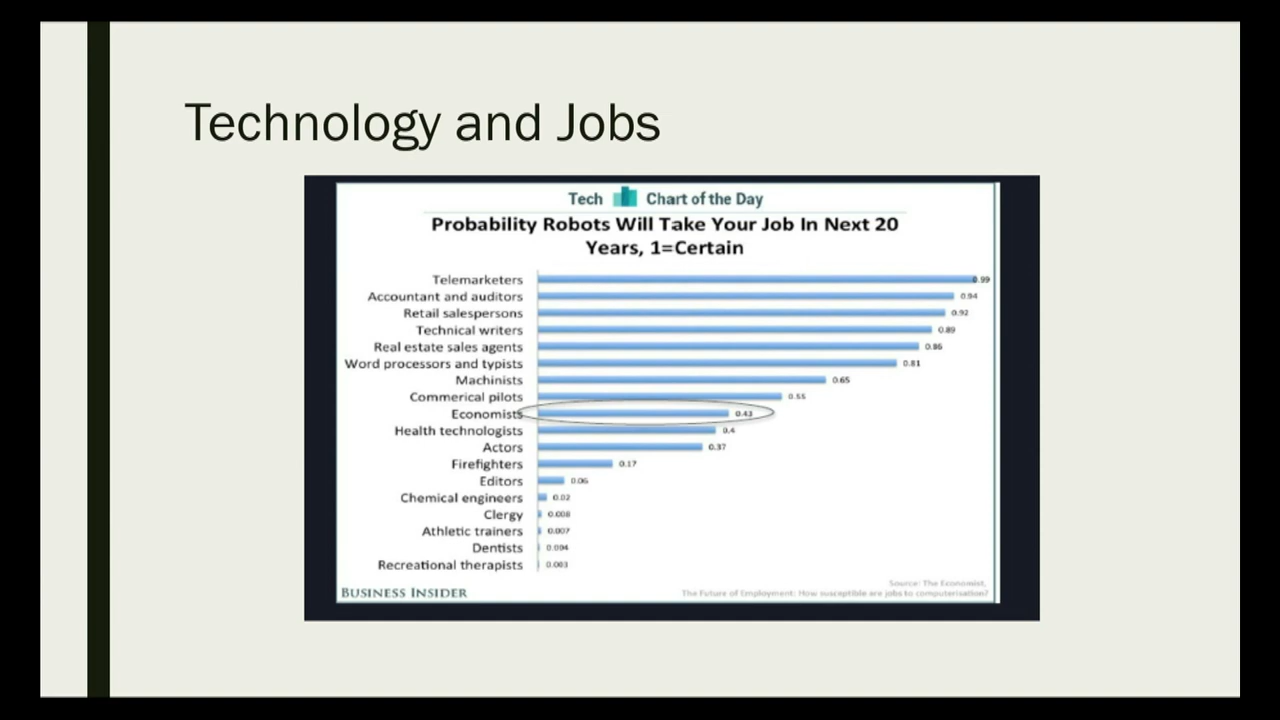 Technology and Jobs
Tech Chart of the Day
Probability Robots Will Take Your Job In Next 20
Years, 1=Certain
Telemarketers 0.99
Accountant and auditors 0.94
Retail salespersons 0.92
Technical writers 0.89
Real estate sales agents 0.86
Word processors and typists 0.81
Machinists 0.65
Commerical pilots 0.55
Economists 0.43
Health technologists 0.4
Actors 0.37
Firefighters 0.17
Editors 0.06
Chemical engineers 0.02
Clergy 0.008
Athletic trainers 0.007
Dentists 0.004
Recreational therapists 0.003
Source: The Economist,
BUSINESS INSIDER The Future of Employment: How susceptible are jobs to computerisation?